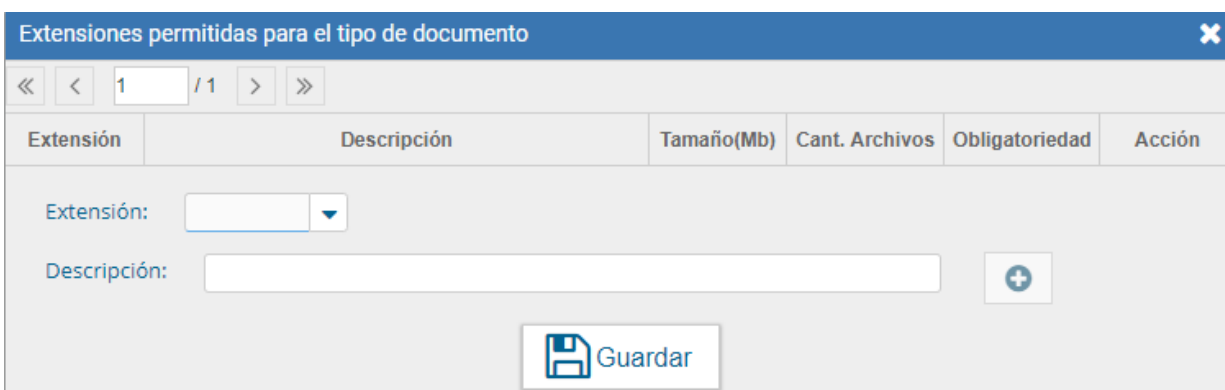 Extensiones permitidas para el tipo de documento
1 / 1
Extensión Descripción Tamaño(Mb) Cant. Archivos Obligatoriedad Acción
Extensión:
Descripción:
Guardar